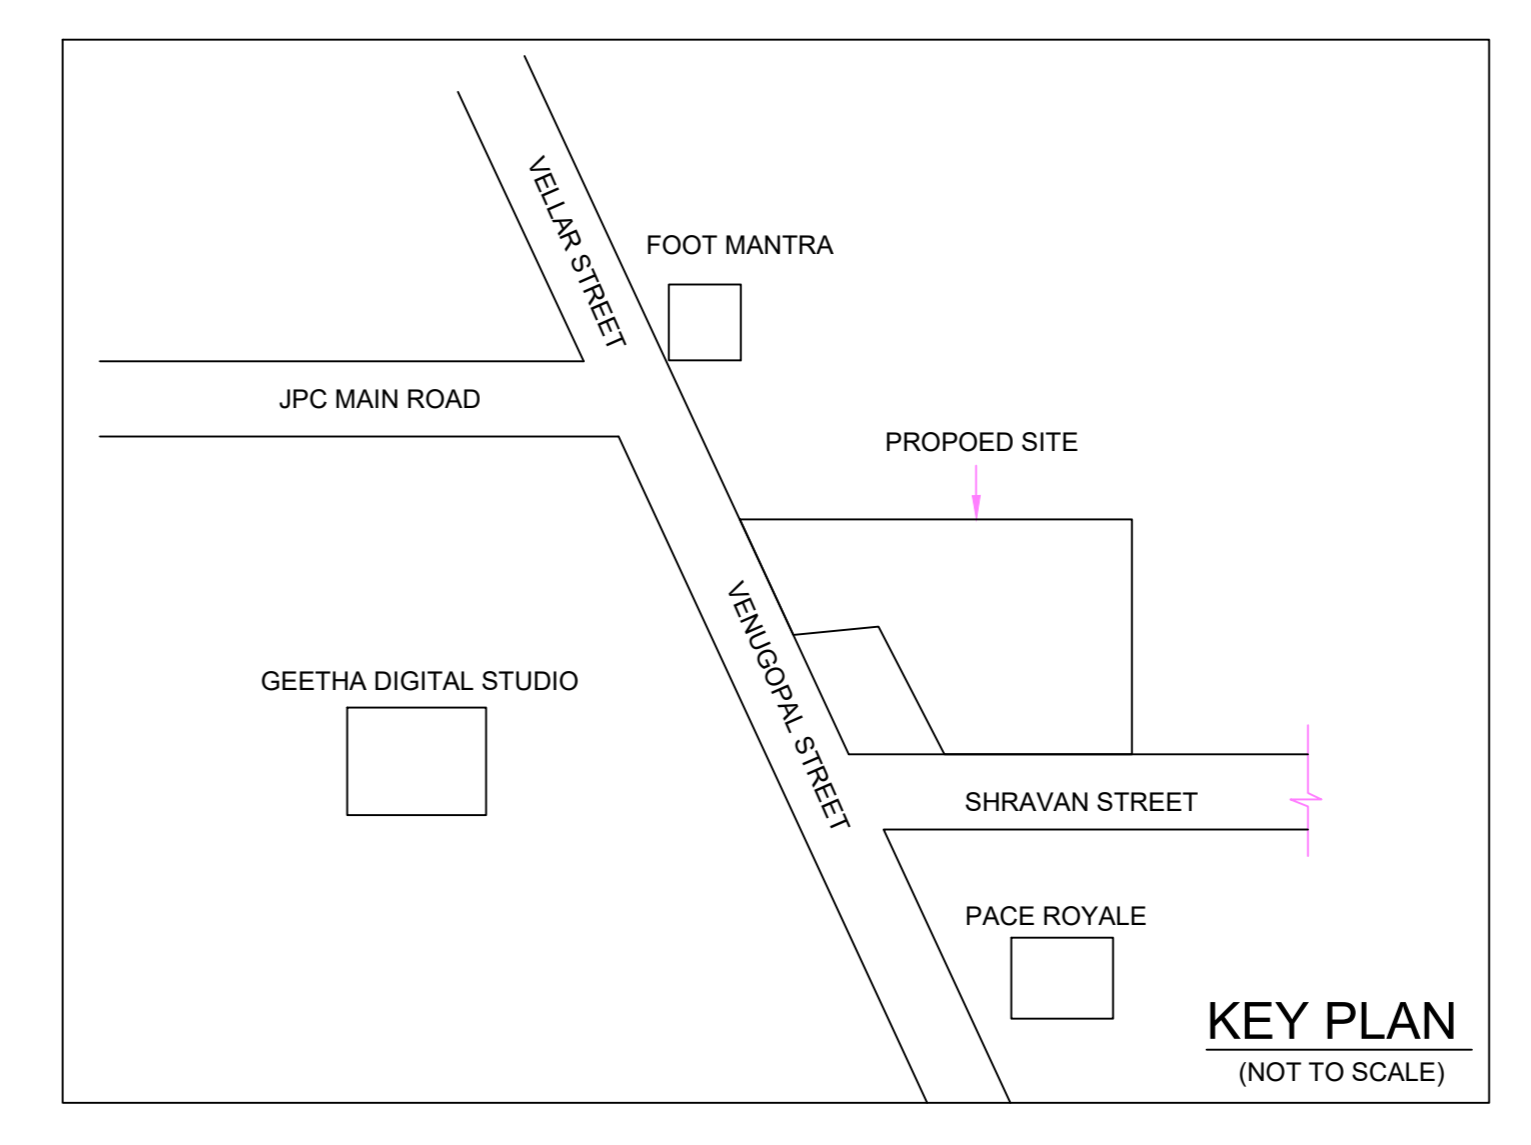 VELLAR STREET
FOOT MANTRA
JPC MAIN ROAD
PROPOED SITE
VENUGOPAL STREET
GEETHA DIGITAL STUDIO
SHRAVAN STREET
PACE ROYALE
KEY PLAN
(NOT TO SCALE)